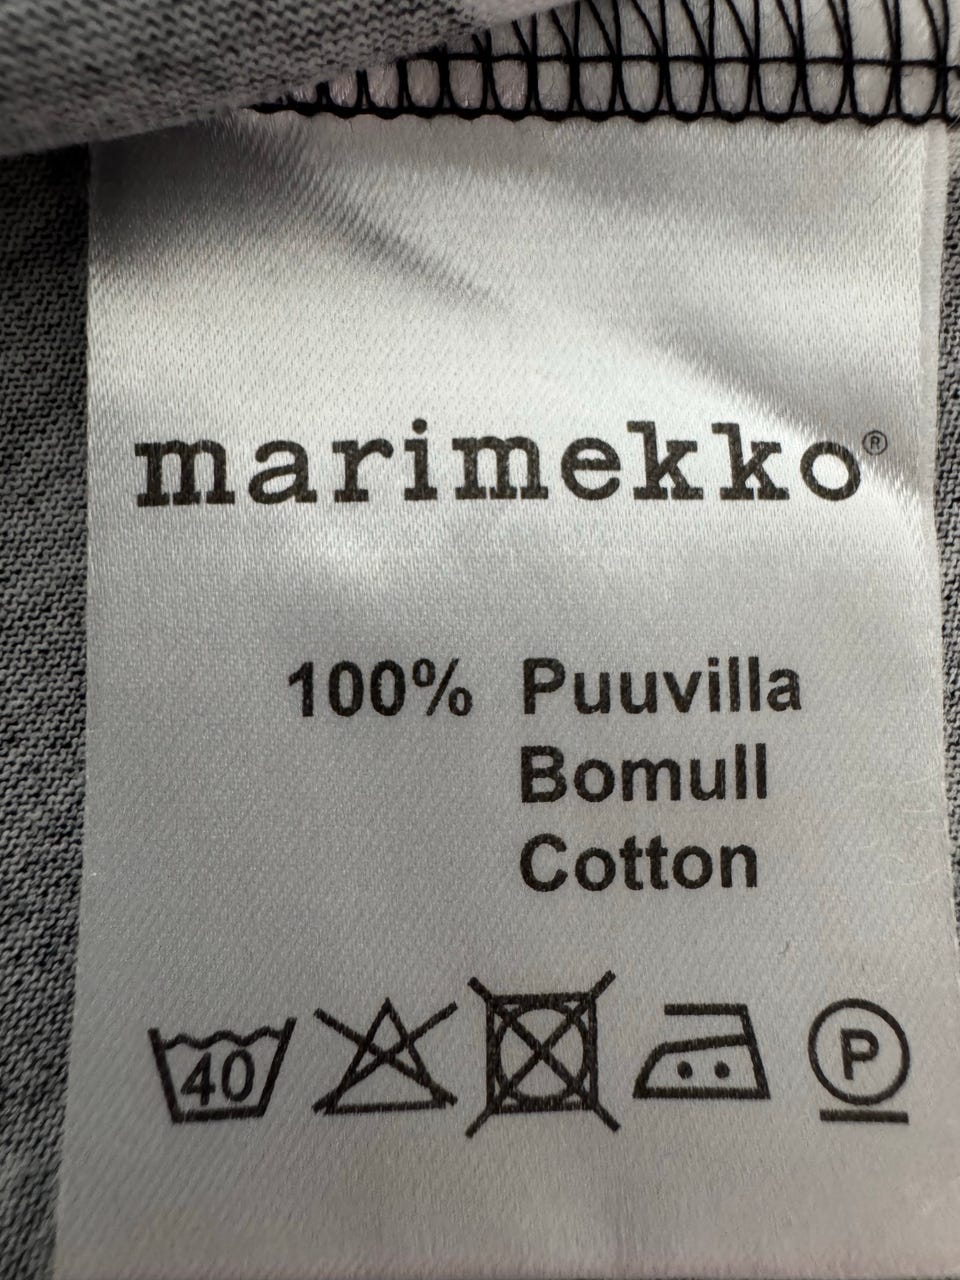 marimekko®
100% Puuvilla
Bomull
Cotton
40 P